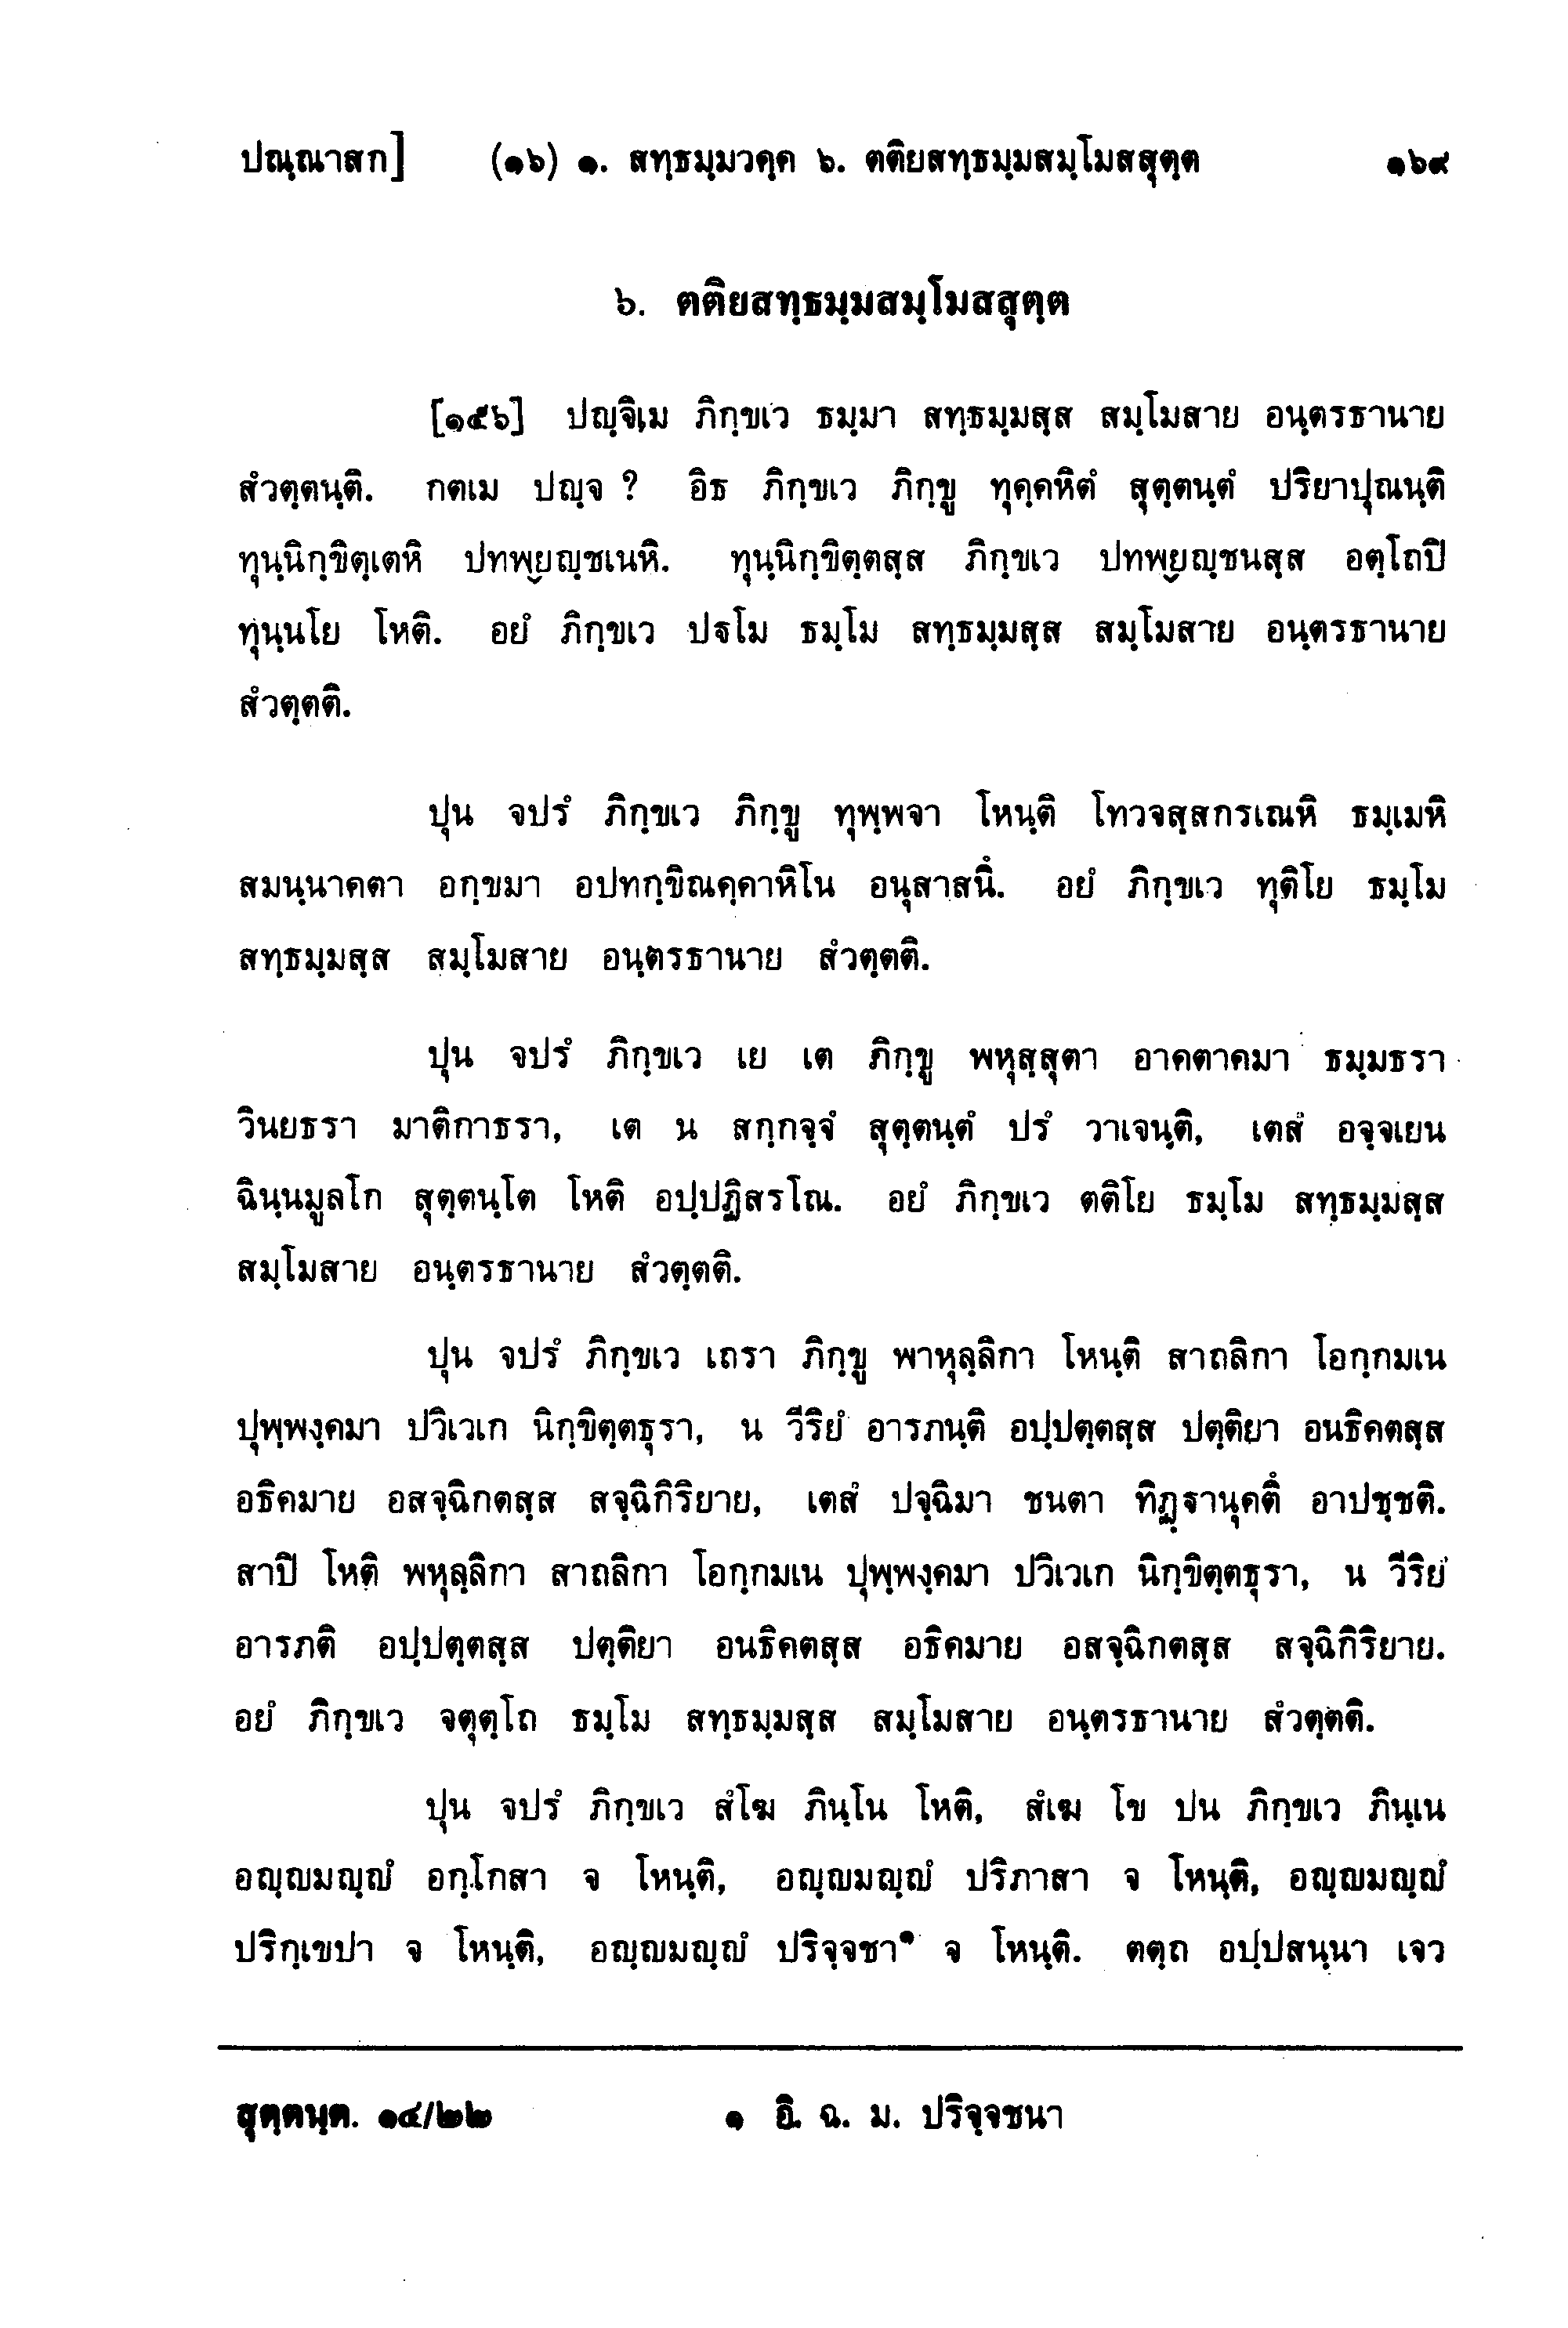 ปณฺณาสก] (๑๖) ๑. สทฺธมฺมวคฺค ๖. ตติยสทฺธมฺมสมฺโมสสุตฺต ๑๖๙
๖. ตติยสทฺธมฺมสมฺโมสสุตฺต
[๑๕๖] ปญฺจิเม ภิกฺขเว ธมฺมา สทฺธมฺมสฺส สมฺโมสาย อนฺตรธานาย
สํวตฺตนฺติ. กตเม ปญฺจ ? อิธ ภิกฺขเว ภิกฺขู ทุคฺคหิตํ สุตฺตนฺตํ ปริยาปุณนฺติ
ทุนฺนิกฺขิตฺเตหิ ปทพฺยญฺชเนหิ. ทุนฺนิกฺขิตฺตสฺส ภิกฺขเว ปทพฺยญฺชนสฺส อตฺโถปิ
ทุนฺนโย โหติ. อยํ ภิกฺขเว ปฐโม ธมฺโม สทฺธมฺมสฺส สมฺโมสาย อนฺตรธานาย
สํวตฺตติ.
ปุน จปรํ ภิกฺขเว ภิกฺขู ทุพฺพจา โหนฺติ โทวจสฺสกรเณหิ ธมฺเมหิ
สมนฺนาคตา อกฺขมา อปทกฺขิณคฺคาหิโน อนุสาสนึ. อยํ ภิกฺขเว ทุติโย ธมฺโม
สทฺธมฺมสฺส สมฺโมสาย อนฺตรธานาย สํวตฺตติ.
ปุน จปรํ ภิกฺขเว เย เต ภิกฺขู พหุสฺสุตา อาคตาคมา ธมฺมธรา
วินยธรา มาติกาธรา, เต น สกฺกจฺจํ สุตฺตนฺตํ ปรํ วาเจนฺติ, เตสํ อจฺจเยน
ฉินฺนมูลโก สุตฺตนฺโต โหติ อปฺปฏิสรโณ. อยํ ภิกฺขเว ตติโย ธมฺโม สทฺธมฺมสฺส
สมฺโมสาย อนฺตรธานาย สํวตฺตติ.
ปุน จปรํ ภิกฺขเว เถรา ภิกฺขู พาหุลฺลิกา โหนฺติ สาถลิกา โอกฺกมเน
ปุพฺพงฺคมา ปวิเวเก นิกฺขิตฺตธุรา, น วีริยํ อารภนฺติ อปฺปตฺตสฺส ปตฺติยา อนธิคตสฺส
อธิคมาย อสจฺฉิกตสฺส สจฺฉิกิริยาย, เตสํ ปจฺฉิมา ชนตา ทิฏฺฐานุคตึ อาปชฺชติ.
สาปิ โหติ พหุลฺลิกา สาถลิกา โอกฺกมเน ปุพฺพงฺคมา ปวิเวเก นิกฺขิตฺตธุรา, น วีริยํ
อารภติ อปฺปตฺตสฺส ปตฺติยา อนธิคตสฺส อธิคมาย อสจฺฉิกตสฺส สจฺฉิกิริยาย.
อยํ ภิกฺขเว จตุตฺโถ ธมฺโม สทฺธมฺมสฺส สมฺโมสาย อนฺตรธานาย สํวตฺตติ.
ปุน จปรํ ภิกฺขเว สํโฆ ภินฺโน โหติ, สํเฆ โข ปน ภิกฺขเว ภินฺเน
อญฺญมญฺญํ อกฺโกสา จ โหนฺติ, อญฺญมญฺญํ ปริภาสา จ โหนฺติ, อญฺญมญฺญํ
ปริกฺเขปา จ โหนฺติ, อญฺญมญฺญํ ปริจฺจชา๑ จ โหนฺติ. ตตฺถ อปฺปสนฺนา เจว
สุตฺตนฺต. ๑๔/๒๒ ๑ อิ. ฉ. ม. ปริจฺจชนา